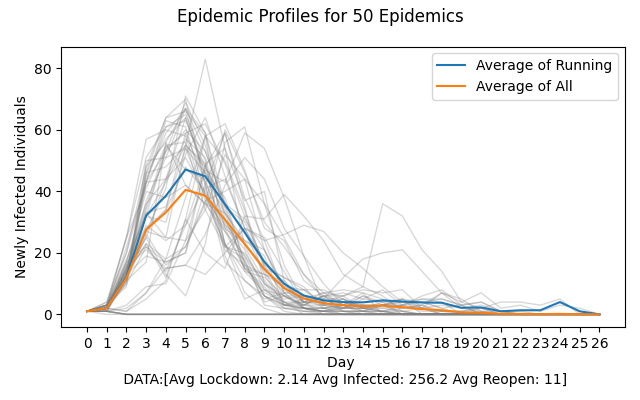 Epidemic Profiles for 50 Epidemics
Average of Running
Average of All
Newly Infected Individuals
80
60
40
20
0
0 1 2 3 4 5 6 7 8 9 10 11 12 13 14 15 16 17 18 19 20 21 22 23 24 25 26
Day
DATA:[Avg Lockdown: 2.14 Avg Infected: 256.2 Avg Reopen: 11]